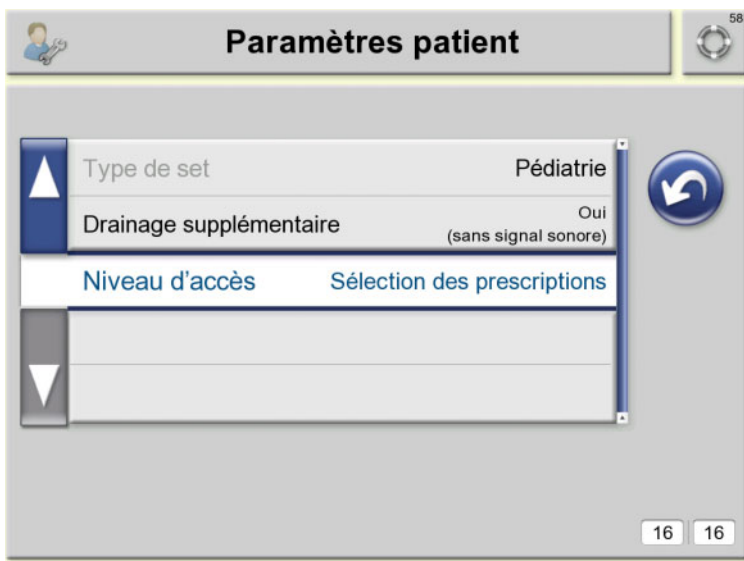 Paramètres patient
58
Type de set Pédiatrie
Drainage supplémentaire Oui
(sans signal sonore)
Niveau d'accès Sélection des prescriptions
16 16